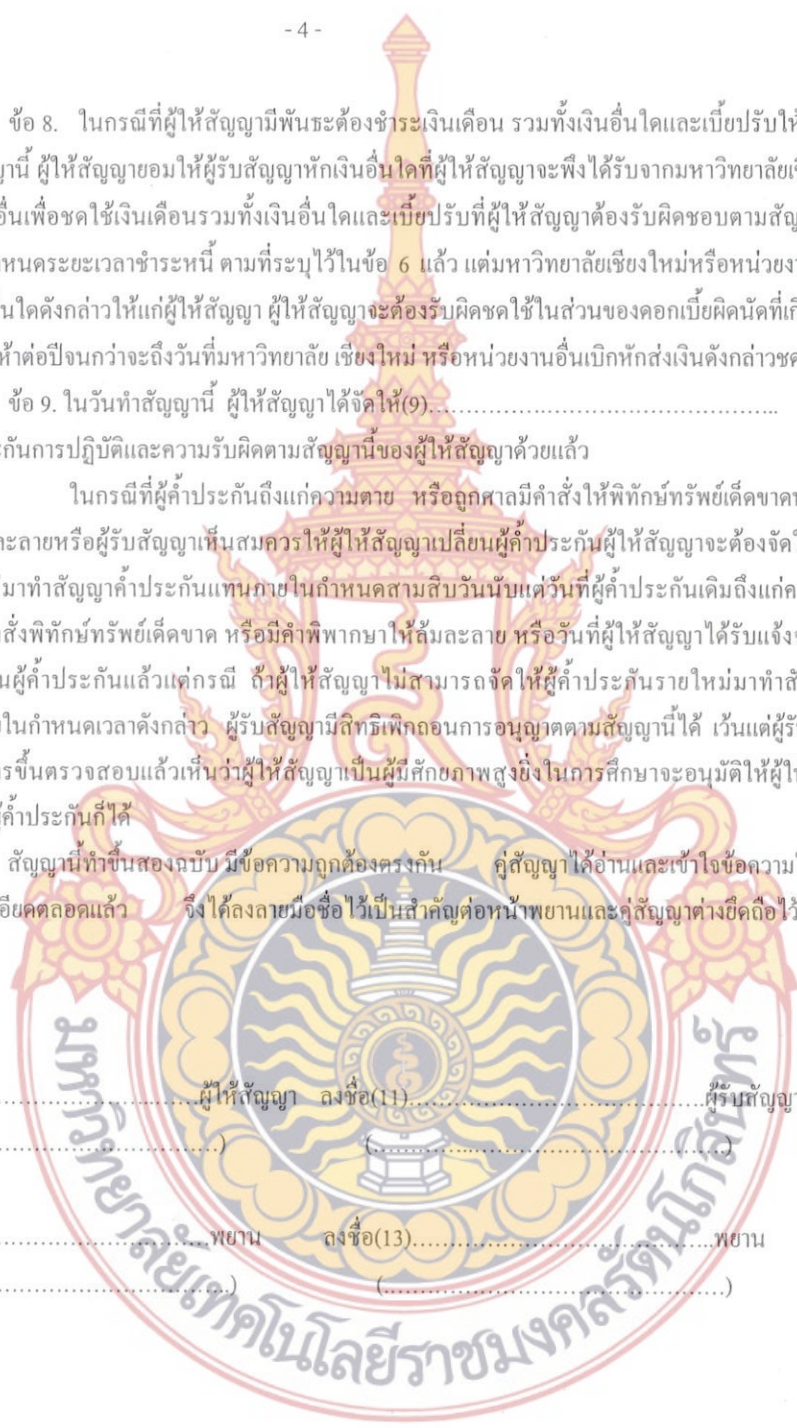 - 4 -
ข้อ 8. ในกรณีที่ผู้ให้สัญญามีพันธะต้องชำระเงินเดือน รวมทั้งเงินอื่นใดและเบี้ยปรับให้
ญานี้ ผู้ให้สัญญายอมให้ผู้รับสัญญาหักเงินอื่นใดที่ผู้ให้สัญญาจะพึงได้รับจากมหาวิทยาลัยเชี
อื่นเพื่อชดใช้เงินเดือนรวมทั้งเงินอื่นใดและเบี้ยปรับที่ผู้ให้สัญญาต้องรับผิดชอบตามสัญ
หนดระยะเวลาชำระหนี้ ตามที่ระบุไว้ในข้อ 6 แล้ว แต่มหาวิทยาลัยเชียงใหม่หรือหน่วยงา
นใดดังกล่าวให้แก่ผู้ให้สัญญา ผู้ให้สัญญาจะต้องรับผิดชดใช้ในส่วนของดอกเบี้ยผิดนัดที่เกิ
ห้าต่อปีจนกว่าจะถึงวันที่มหาวิทยาลัย เชียงใหม่ หรือหน่วยงานอื่นเบิกหักส่งเงินดังกล่าวชด
ข้อ 9. ในวันทำสัญญานี้ ผู้ให้สัญญาได้จัดให้(9)...............................................
ะกันการปฏิบัติและความรับผิดตามสัญญานี้ของผู้ให้สัญญาด้วยแล้ว
ในกรณีที่ผู้ค้ำประกันถึงแก่ความตาย หรือถูกศาลมีคำสั่งให้พิทักษ์ทรัพย์เด็ดขาด
ละลายหรือผู้รับสัญญาเห็นสมควรให้ผู้ให้สัญญาเปลี่ยนผู้ค้ำประกันผู้ให้สัญญาจะต้องจัดใ
มาทำสัญญาค้ำประกันแทนภายในกำหนดสามสิบวันนับแต่วันที่ผู้ค้ำประกันเดิมถึงแก่ค
สั่งพิทักษ์ทรัพย์เด็ดขาด หรือมีคำพิพากษาให้ล้มละลาย หรือวันที่ผู้ให้สัญญาได้รับแจ้ง
นผู้ค้ำประกันแล้วแต่กรณี ถ้าผู้ให้สัญญาไม่สามารถจัดให้ผู้ค้ำประกันรายใหม่มาทำสั
ในกำหนดเวลาดังกล่าว ผู้รับสัญญามีสิทธิเพิกถอนการอนุญาตตามสัญญานี้ได้ เว้นแต่ผู้รั
รขึ้นตรวจสอบแล้วเห็นว่าผู้ให้สัญญาเป็นผู้มีศักยภาพสูงยิ่งในการศึกษาจะอนุมัติให้ผู้ใ
ผู้ค้ำประกันก็ได้
สัญญานี้ทำขึ้นสองฉบับ มีข้อความถูกต้องตรงกัน คู่สัญญาได้อ่านและเข้าใจข้อความ
อียดตลอดแล้ว จึงได้ลงลายมือชื่อไว้เป็นสำคัญต่อหน้าพยานและคู่สัญญาต่างยึดถือไว้
..............................ผู้ให้สัญญา ลงชื่อ(11)..........................................ผู้รับสัญญา
..................................) (..................................................)
..............................พยาน ลงชื่อ(13)..........................................พยาน
..................................) (..................................................)
มหาวิทยาลัยเทคโนโลยีราชมงคลรัตนโกสินทร์